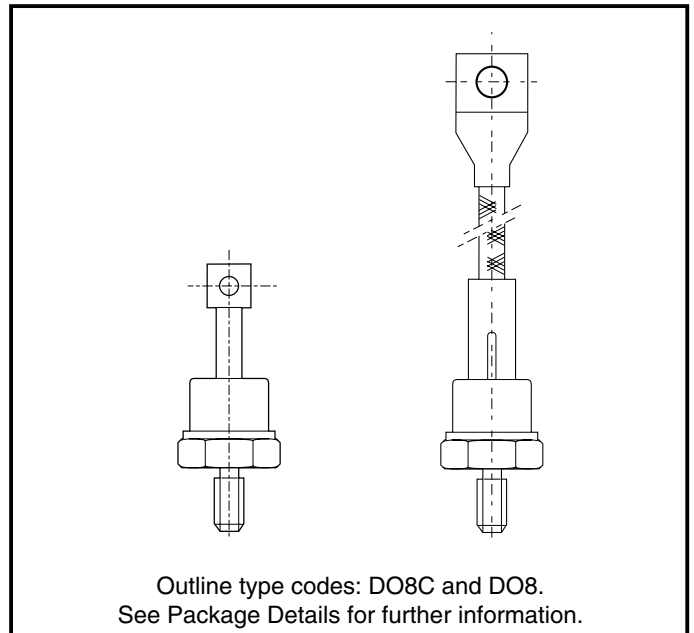 Outline type codes: DO8C and DO8.
See Package Details for further information.